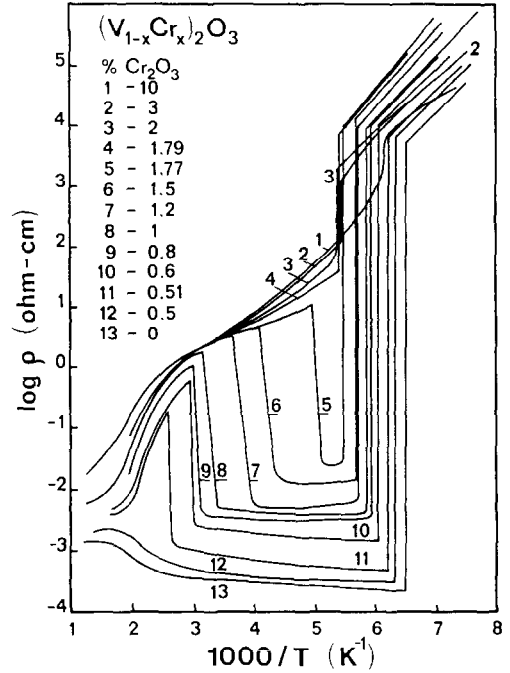 (V1-xCrx)2O3
% Cr2O3
1 - 10
2 - 3
3 - 2
4 - 1.79
5 - 1.77
6 - 1.5
7 - 1.2
8 - 1
9 - 0.8
10 - 0.6
11 - 0.51
12 - 0.5
13 - 0
log ρ (ohm-cm)
5
4
3
2
1
0
-1
-2
-3
-4
2
3
1
2
3
4
5
6
7
8
9
10
11
12
13
1 2 3 4 5 6 7 8
1000/T (K-1)